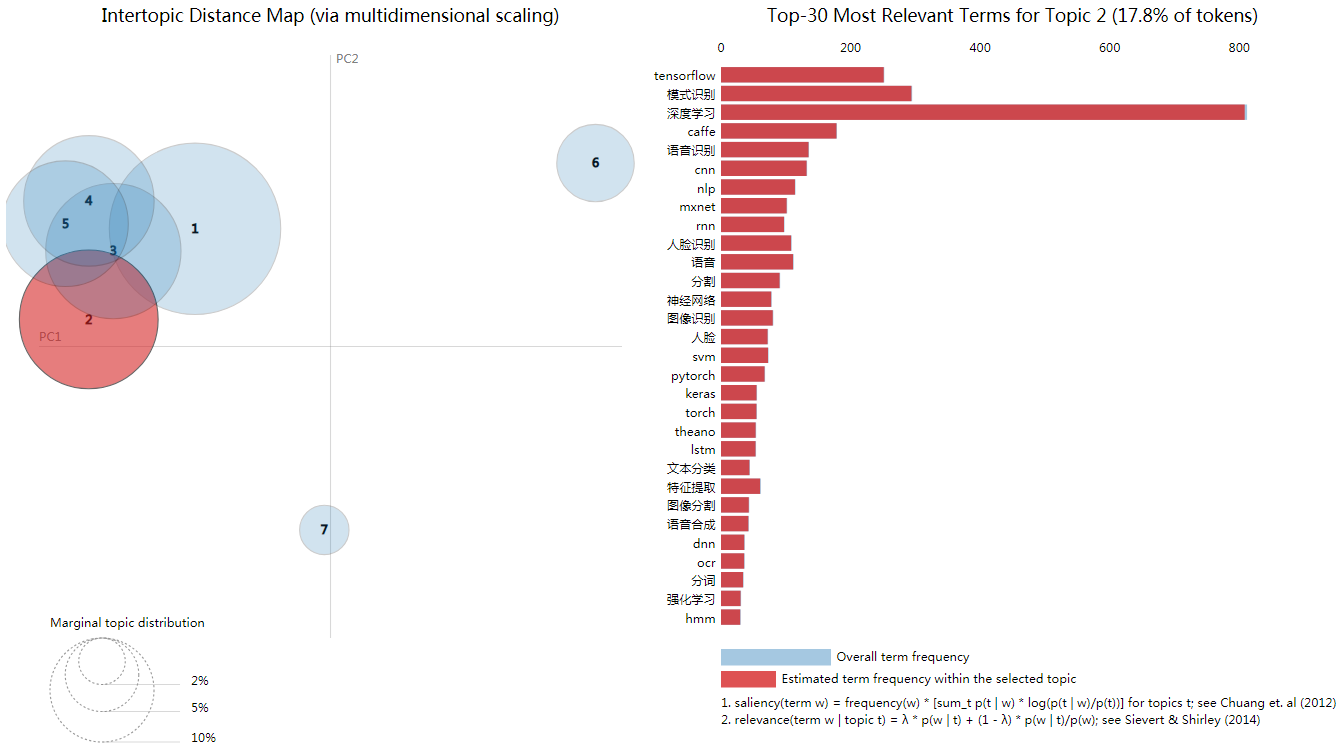 Intertopic Distance Map (via multidimensional scaling)
PC2
6
4
5
1
3
2
PC1
7
Marginal topic distribution
2%
5%
10%
Top-30 Most Relevant Terms for Topic 2 (17.8% of tokens)
0 200 400 600 800
tensorflow
模式识别
深度学习
caffe
语音识别
cnn
nlp
mxnet
rnn
人脸识别
语音
分割
神经网络
图像识别
人脸
svm
pytorch
keras
torch
theano
lstm
文本分类
特征提取
图像分割
语音合成
dnn
ocr
分词
强化学习
hmm
Overall term frequency
Estimated term frequency within the selected topic
1. saliency(term w) = frequency(w) * [sum_t p(t | w) * log(p(t | w)/p(t))] for topics t; see Chuang et. al (2012)
2. relevance(term w | topic t) = λ * p(w | t) + (1 - λ) * p(w | t)/p(w); see Sievert & Shirley (2014)